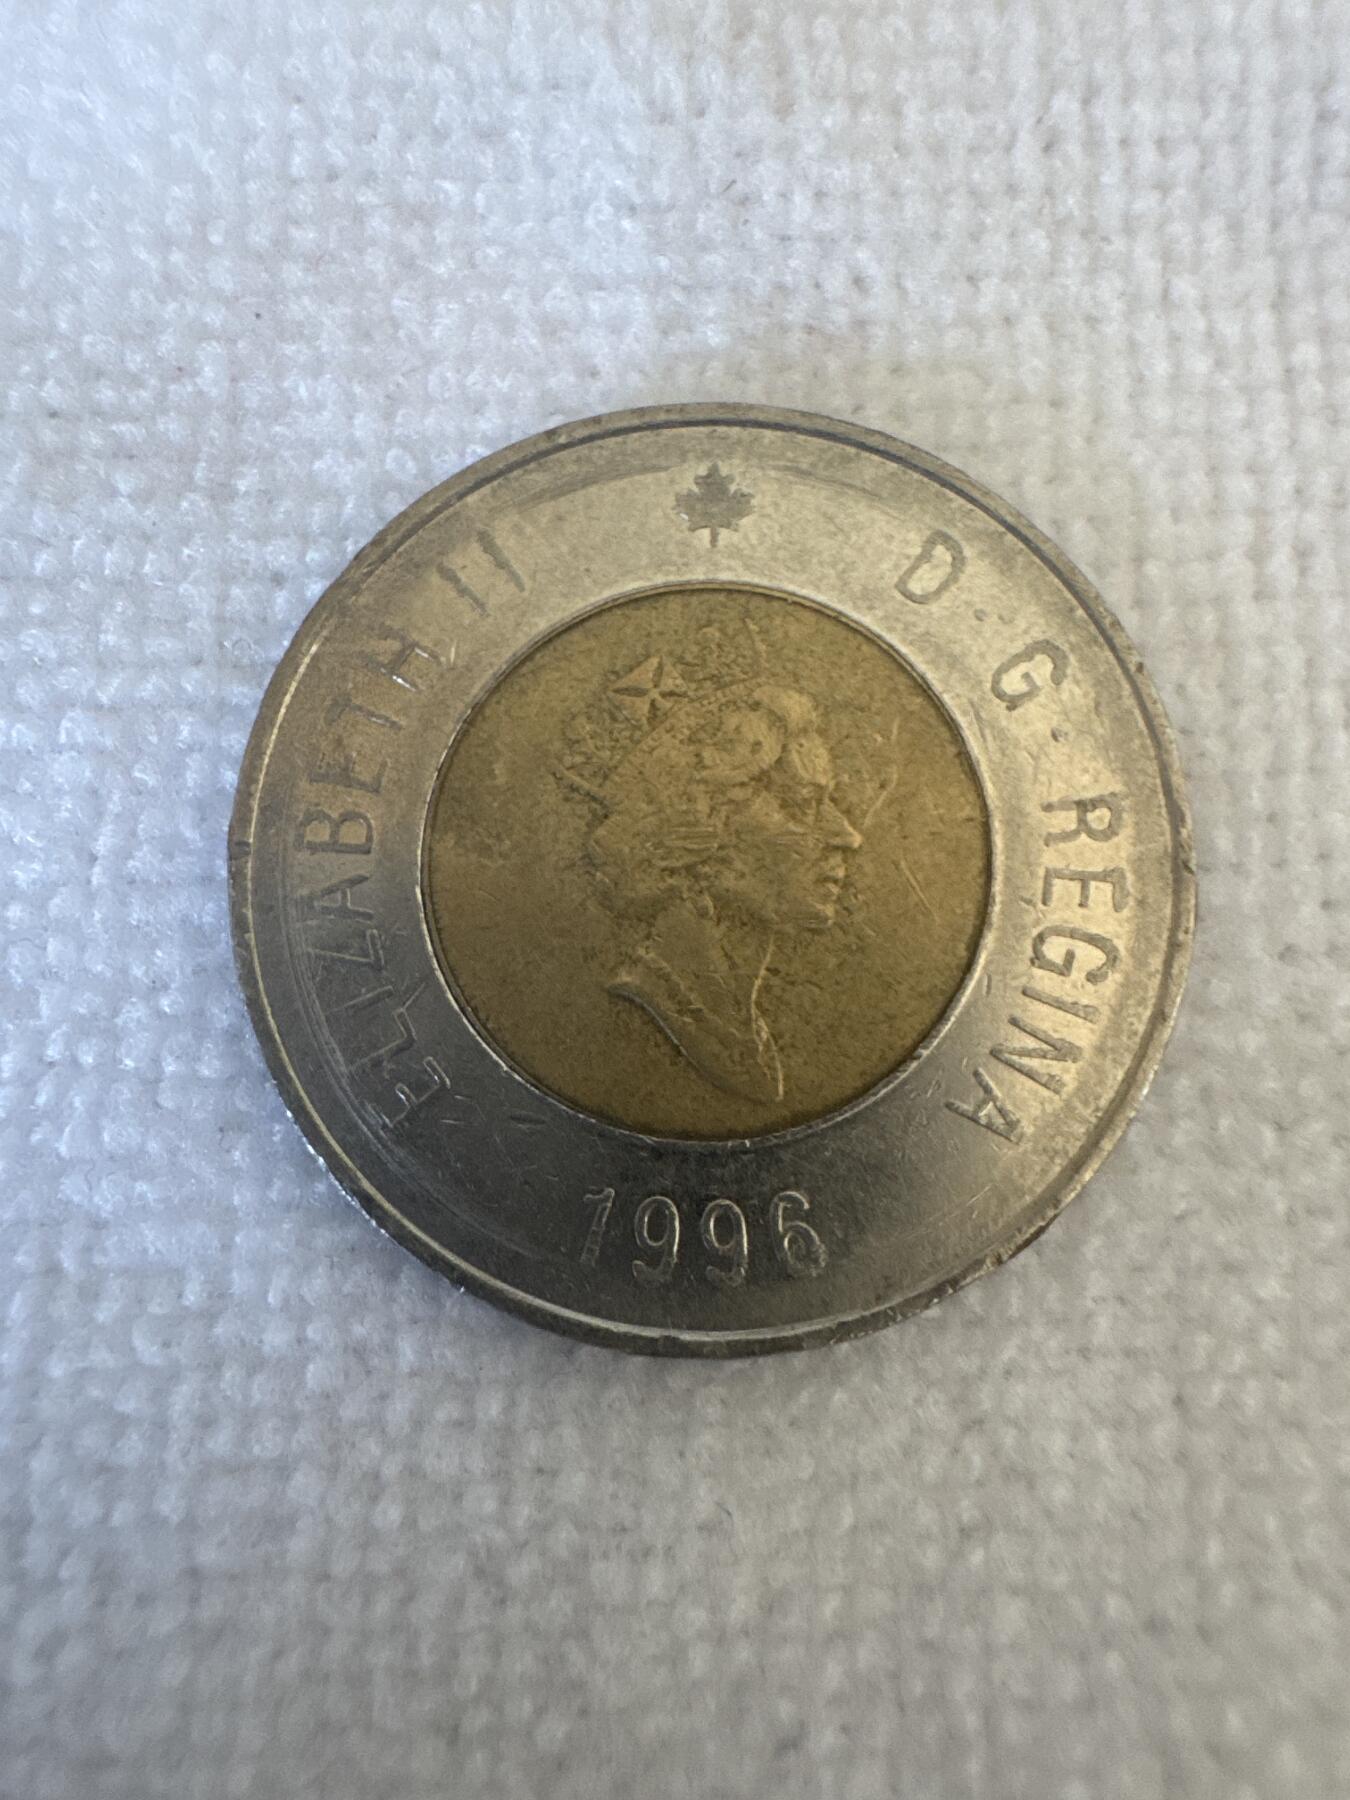 ELIZABETH II
D·G·REGINA
1996